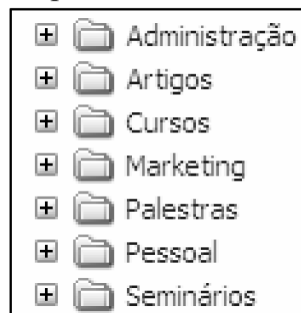 Administração
Artigos
Cursos
Marketing
Palestras
Pessoal
Seminários